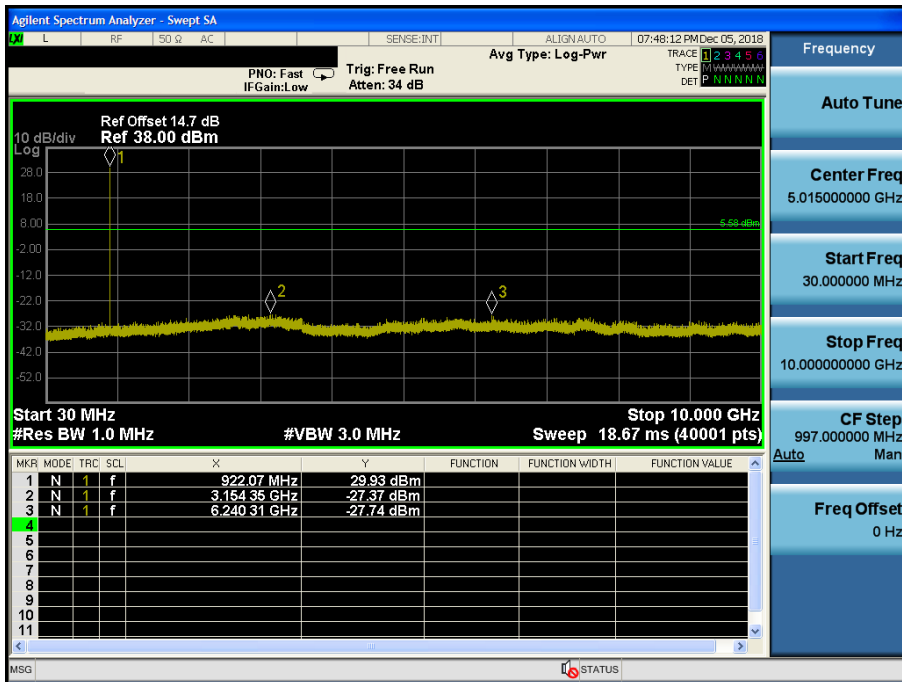 Agilent Spectrum Analyzer - Swept SA
LXI L RF 50 Ω AC SENSE:INT ALIGN AUTO 07:48:12 PM Dec 05, 2018
Avg Type: Log-Pwr
TRACE 1 2 3 4 5 6
TYPE M W W W W W
DET P N N N N N
PNO: Fast
IFGain:Low
Trig: Free Run
Atten: 34 dB
Ref Offset 14.7 dB
10 dB/div Ref 38.00 dBm
Log
1
28.0
18.0
8.00
5.58 dBm
-2.00
-12.0
2
3
-22.0
-32.0
-42.0
-52.0
Start 30 MHz Stop 10.000 GHz
#Res BW 1.0 MHz #VBW 3.0 MHz Sweep 18.67 ms (40001 pts)
MKR MODE TRC SCL X Y FUNCTION FUNCTION WIDTH FUNCTION VALUE
1 N 1 f 922.07 MHz 29.93 dBm
2 N 1 f 3.154 35 GHz -27.37 dBm
3 N 1 f 6.240 31 GHz -27.74 dBm
4
5
6
7
8
9
10
11
MSG STATUS
Frequency
Auto Tune
Center Freq
5.015000000 GHz
Start Freq
30.000000 MHz
Stop Freq
10.000000000 GHz
CF Step
997.000000 MHz
Auto Man
Freq Offset
0 Hz